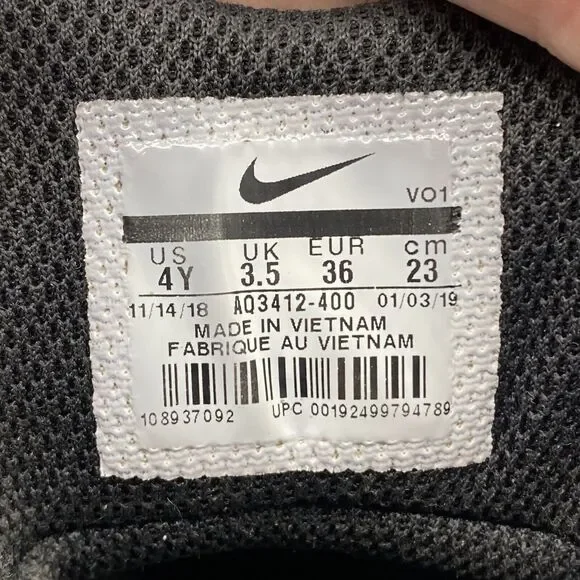 VO1
US UK EUR cm
4Y 3.5 36 23
11/14/18 AQ3412-400 01/03/19
MADE IN VIETNAM
FABRIQUE AU VIETNAM
108937092 UPC 00192499794789